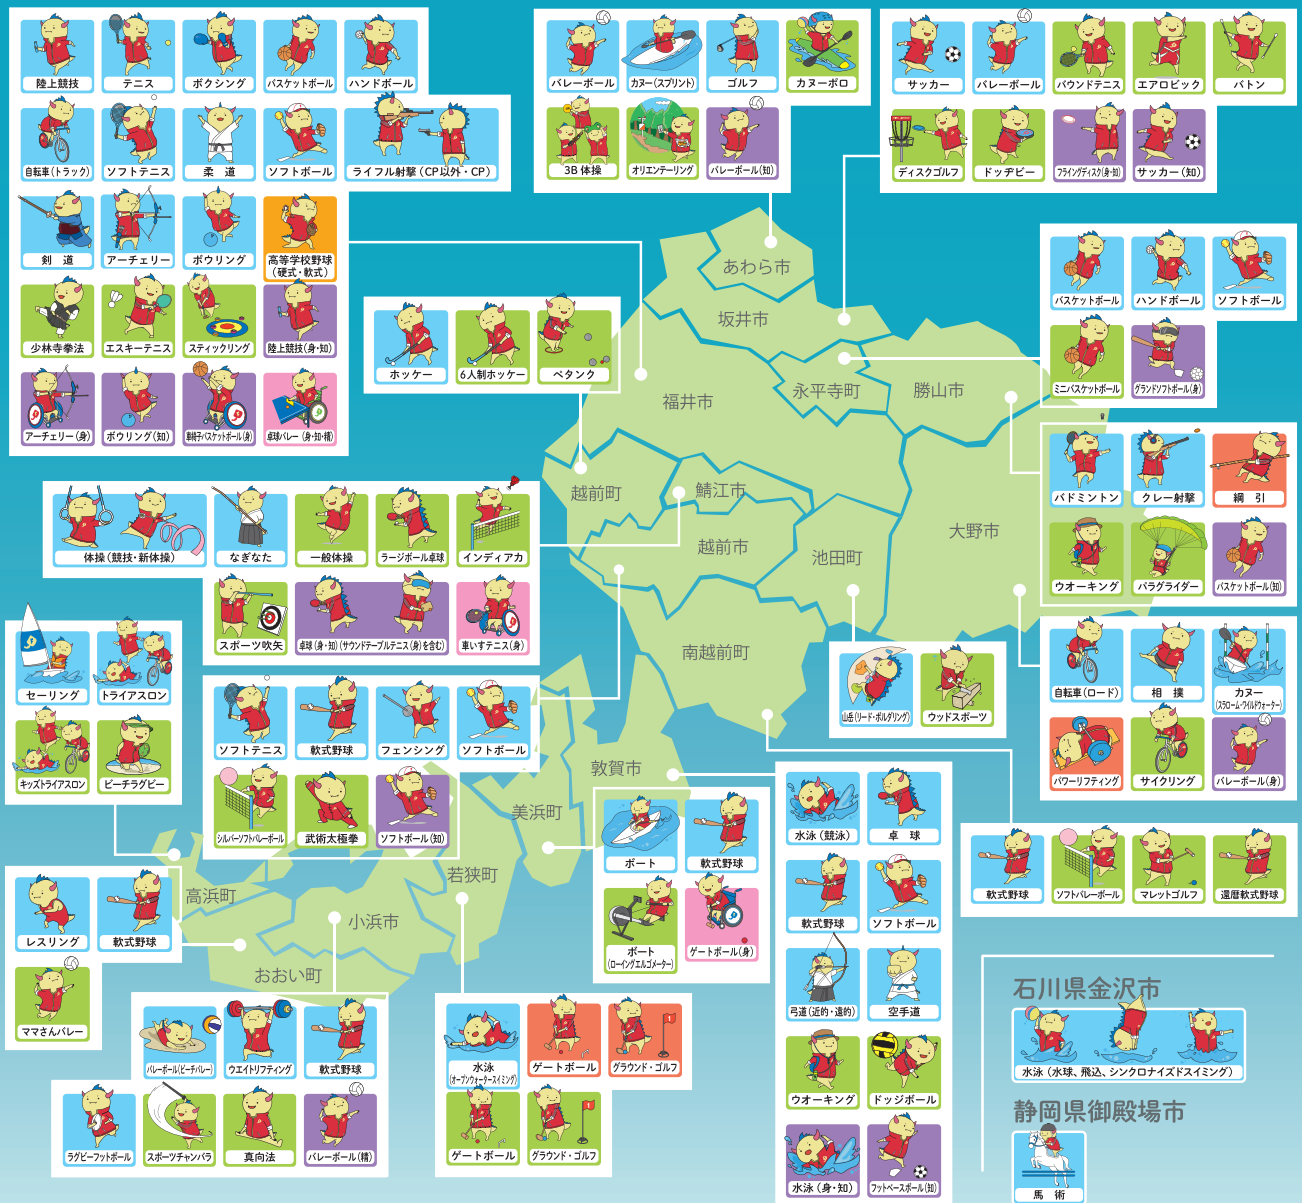 陸上競技
テニス
ボクシング
バスケットボール
ハンドボール
自転車(トラック)
ソフトテニス
柔道
ソフトボール
ライフル射撃(CP以外・CP)
剣道
アーチェリー
ボウリング
高等学校野球
(硬式・軟式)
少林寺拳法
エスキーテニス
スティックリング
陸上競技(身・知)
アーチェリー(身)
ボウリング(知)
車椅子バスケットボール(身)
卓球バレー(身・知・精)
バレーボール
カヌー(スプリント)
ゴルフ
カヌーポロ
3B体操
オリエンテーリング
バレーボール(知)
サッカー
バレーボール
バウンドテニス
エアロビック
バトン
ディスクゴルフ
ドッヂビー
フライングディスク(身・知)
サッカー(知)
バスケットボール
ハンドボール
ソフトボール
ミニバスケットボール
グランドソフトボール(身)
ホッケー
6人制ホッケー
ペタンク
あわら市
坂井市
永平寺町
勝山市
福井市
越前町
鯖江市
越前市
池田町
大野市
南越前町
敦賀市
美浜町
若狭町
高浜町
小浜市
おおい町
バドミントン
クレー射撃
綱引
ウオーキング
パラグライダー
バスケットボール(知)
体操(競技・新体操)
なぎなた
一般体操
ラージボール卓球
インディアカ
スポーツ吹矢
卓球(身・知)(サウンドテーブルテニス(身)を含む)
車いすテニス(身)
セーリング
トライアスロン
キッズトライアスロン
ビーチラグビー
ソフトテニス
軟式野球
フェンシング
ソフトボール
シルバーソフトバレーボール
武術太極拳
ソフトボール(知)
山岳(リード・ボルダリング)
ウッドスポーツ
自転車(ロード)
相撲
カヌー
(スラローム・ワイルドウォーター)
パワーリフティング
サイクリング
バレーボール(身)
ボート
軟式野球
ボート
(ローイングエルゴメーター)
ゲートボール(身)
水泳(競泳)
卓球
軟式野球
ソフトボール
弓道(近的・遠的)
空手道
ウオーキング
ドッジボール
水泳(身・知)
フットベースボール(知)
軟式野球
ソフトバレーボール
マレットゴルフ
還暦軟式野球
レスリング
軟式野球
ママさんバレー
バレーボール(ビーチバレー)
ウエイトリフティング
軟式野球
ラグビーフットボール
スポーツチャンバラ
真向法
バレーボール(精)
水泳
(オープンウォータースイミング)
ゲートボール
グラウンド・ゴルフ
ゲートボール
グラウンド・ゴルフ
石川県金沢市
水泳(水球、飛込、シンクロナイズドスイミング)
静岡県御殿場市
馬術